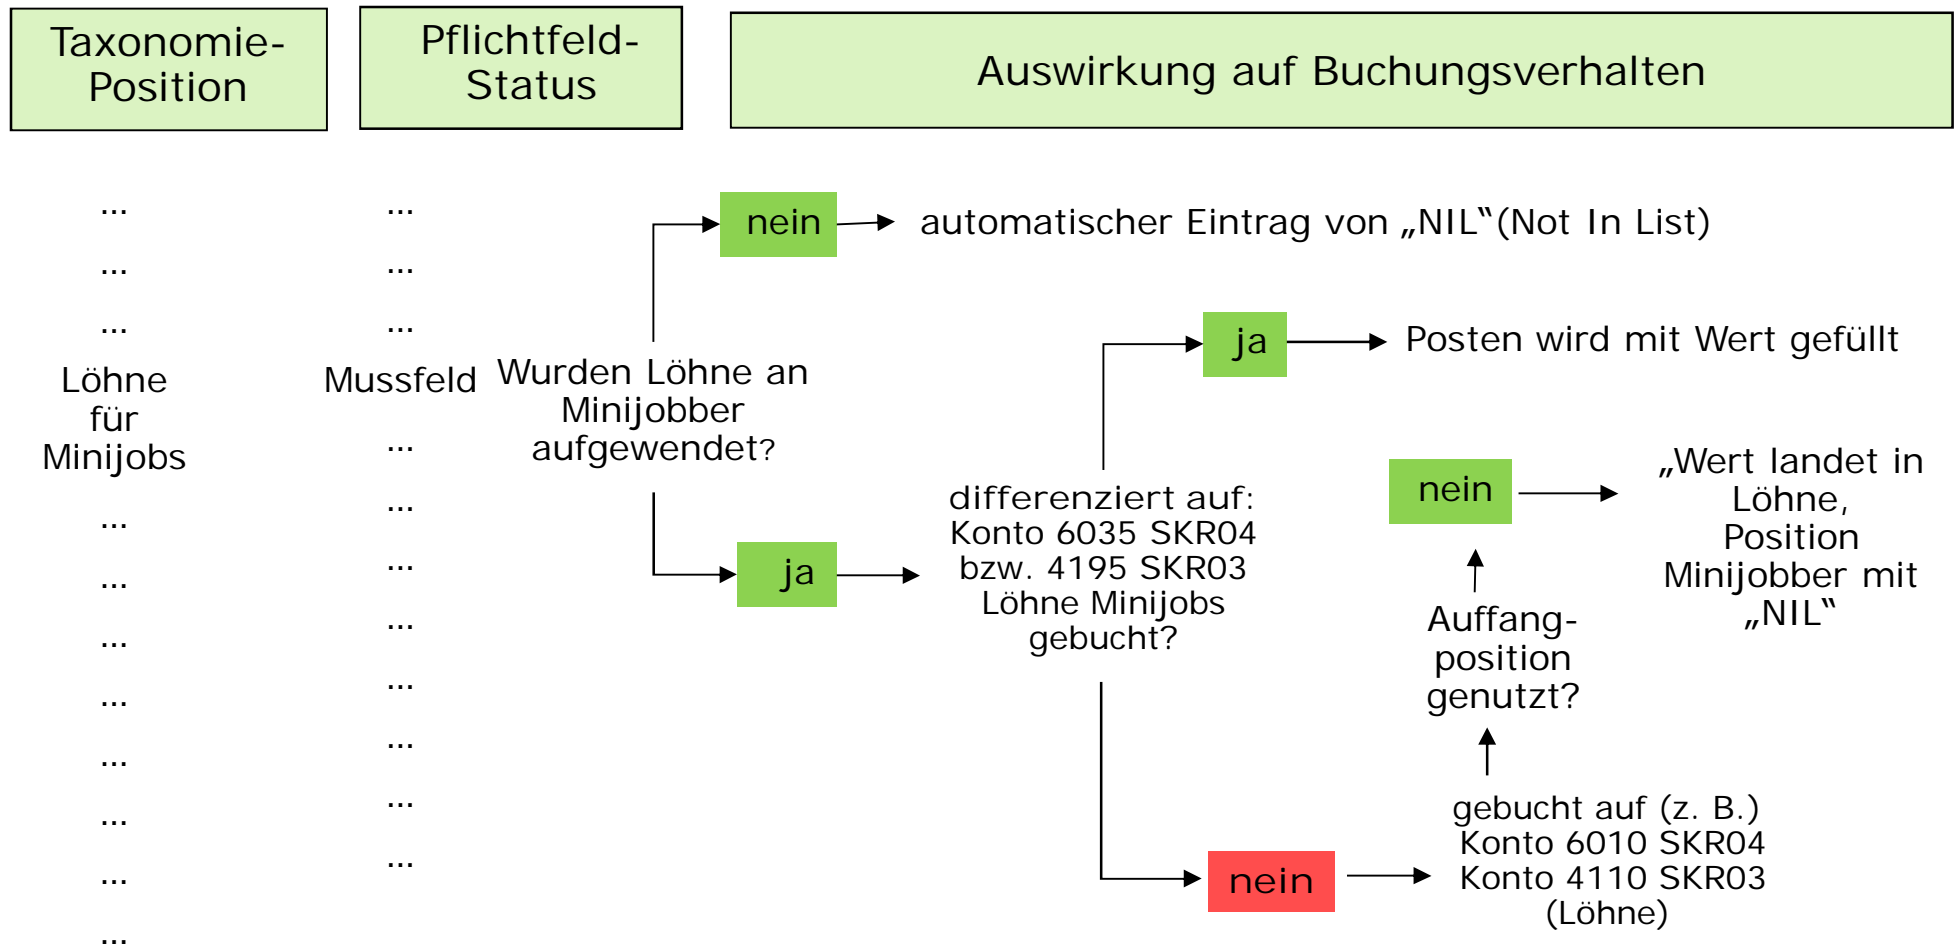 Taxonomie-
Position
Pflichtfeld-
Status
Auswirkung auf Buchungsverhalten
...
...
...
Löhne
für
Minijobs
...
...
...
...
...
...
...
...
...
...
...
Mussfeld
...
...
...
...
...
...
...
...
nein
automatischer Eintrag von „NIL“(Not In List)
Wurden Löhne an
Minijobber
aufgewendet?
ja
differenziert auf:
Konto 6035 SKR04
bzw. 4195 SKR03
Löhne Minijobs
gebucht?
ja
Posten wird mit Wert gefüllt
nein
gebucht auf (z. B.)
Konto 6010 SKR04
Konto 4110 SKR03
(Löhne)
Auffang-
position
genutzt?
nein
„Wert landet in
Löhne,
Position
Minijobber mit
„NIL“